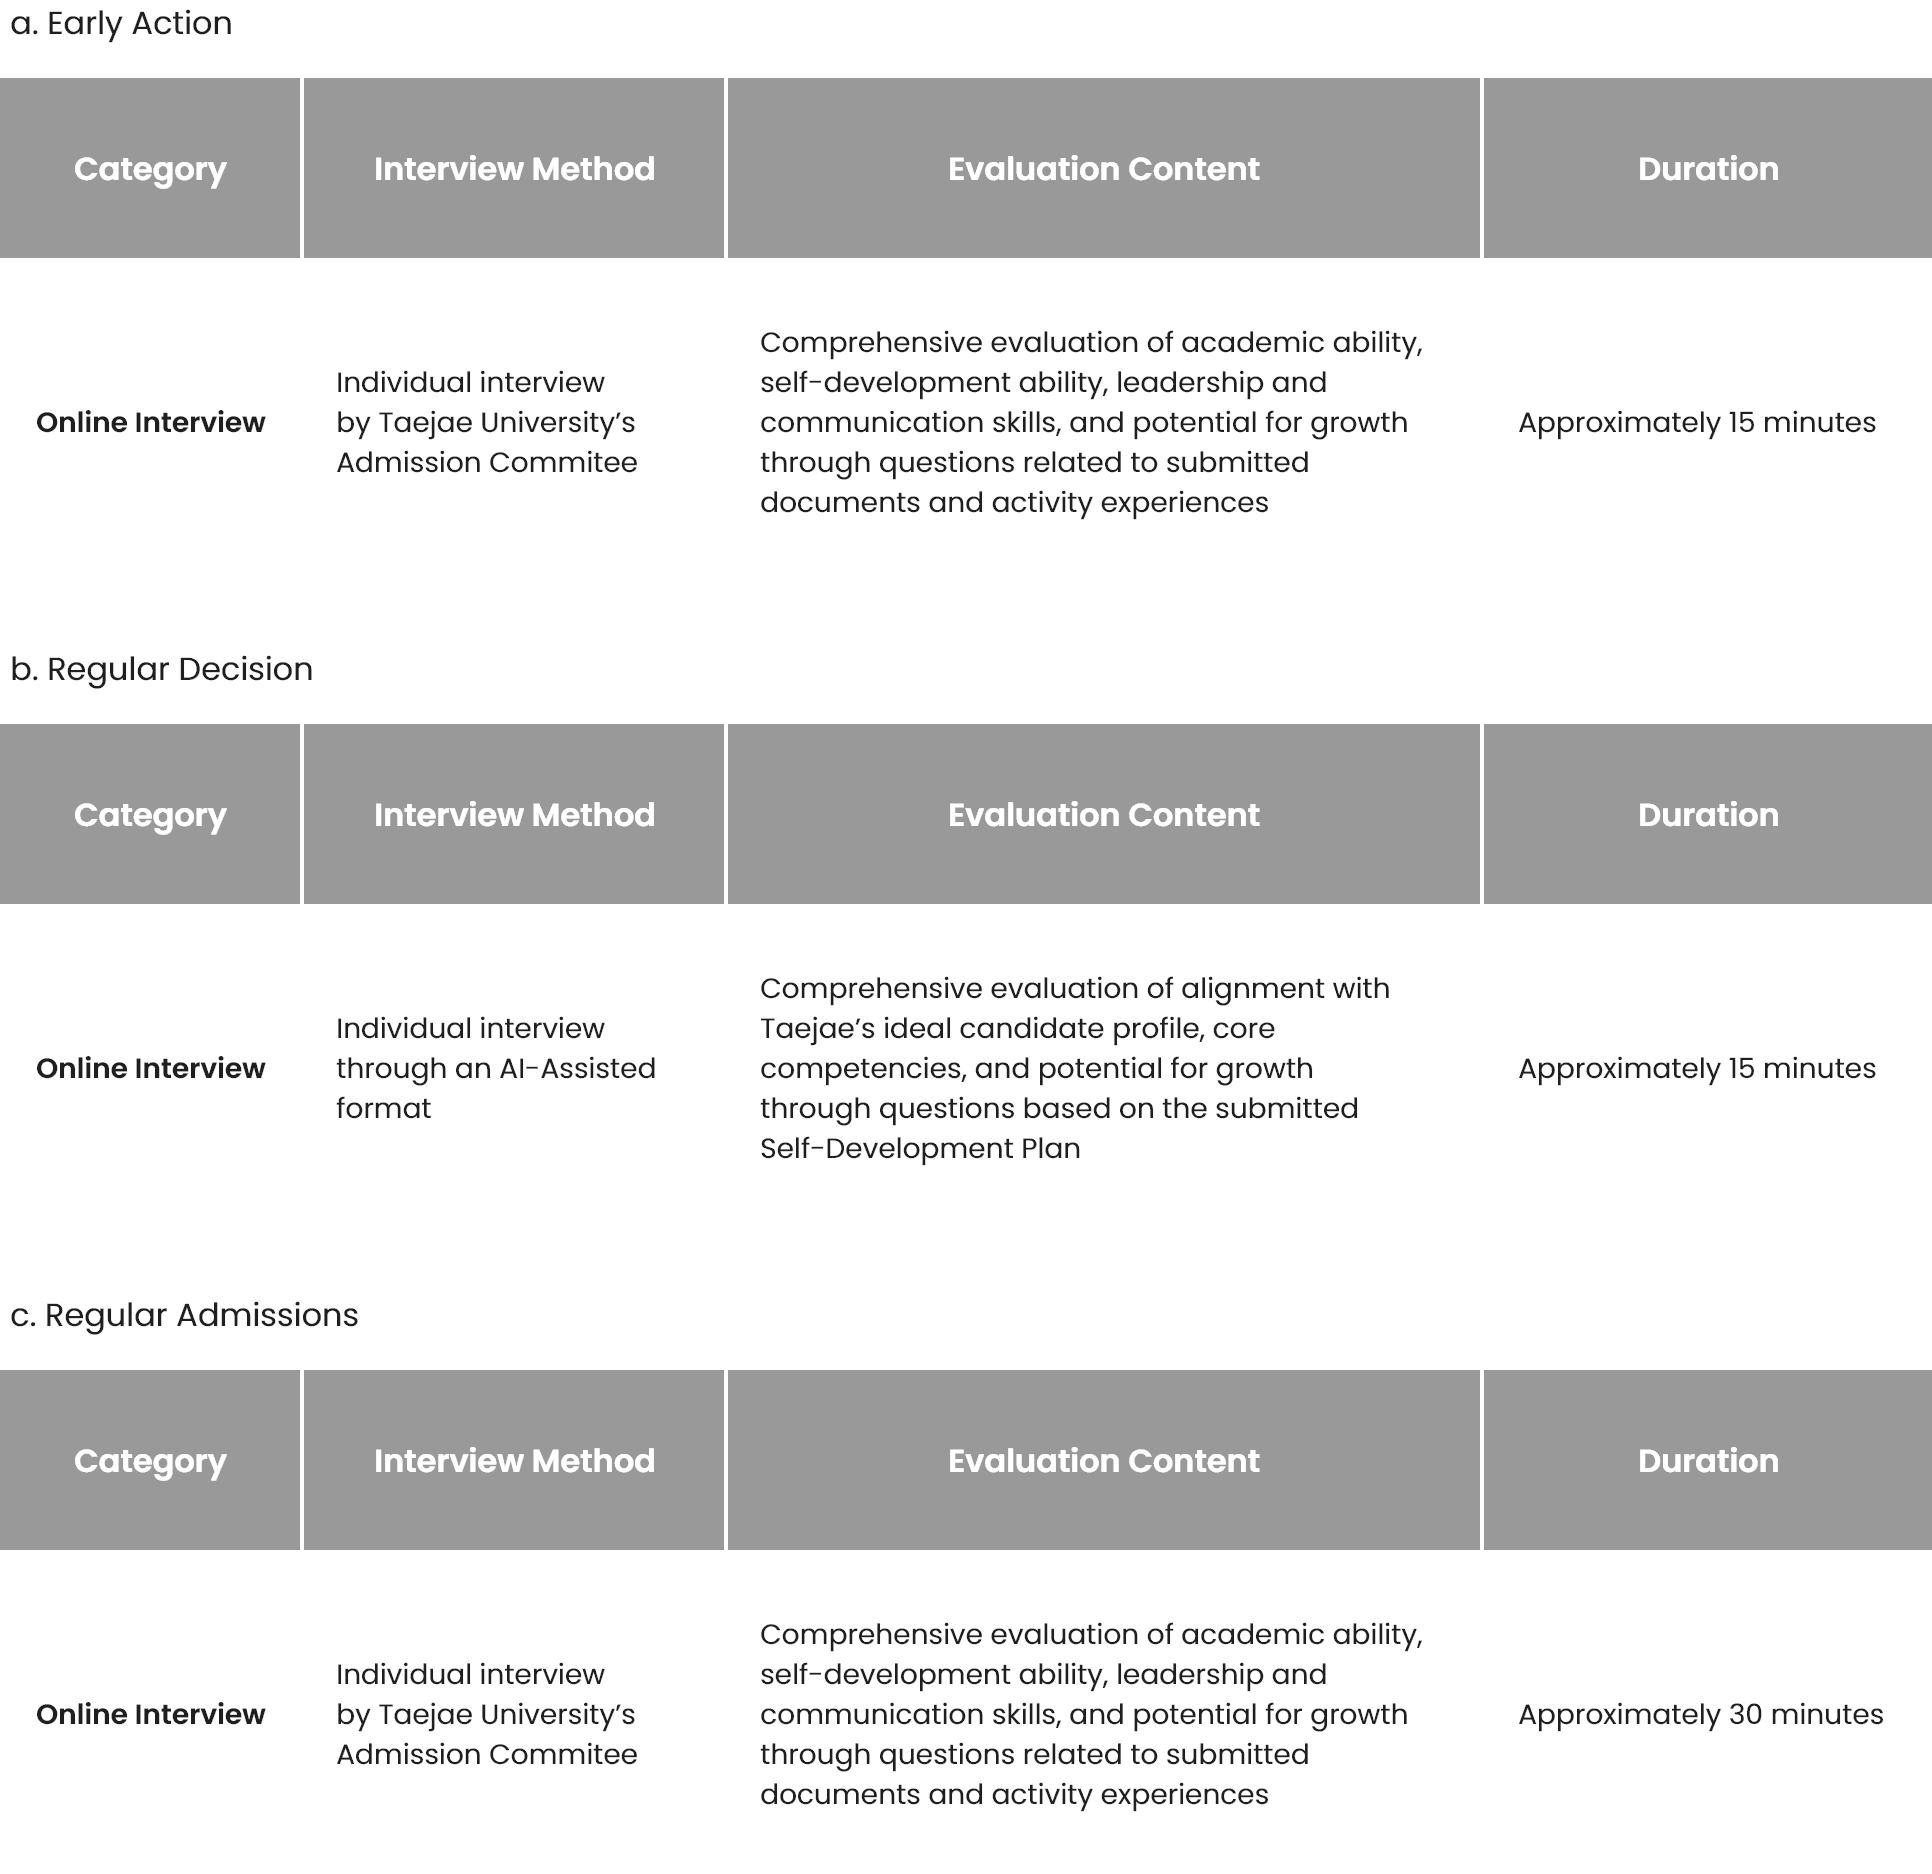 a. Early Action
Category
Interview Method
Evaluation Content
Duration
Online Interview
Individual interview
by Taejae University’s
Admission Commitee
Comprehensive evaluation of academic ability,
self-development ability, leadership and
communication skills, and potential for growth
through questions related to submitted
documents and activity experiences
Approximately 15 minutes
b. Regular Decision
Category
Interview Method
Evaluation Content
Duration
Online Interview
Individual interview
through an AI-Assisted
format
Comprehensive evaluation of alignment with
Taejae’s ideal candidate profile, core
competencies, and potential for growth
through questions based on the submitted
Self-Development Plan
Approximately 15 minutes
c. Regular Admissions
Category
Interview Method
Evaluation Content
Duration
Online Interview
Individual interview
by Taejae University’s
Admission Commitee
Comprehensive evaluation of academic ability,
self-development ability, leadership and
communication skills, and potential for growth
through questions related to submitted
documents and activity experiences
Approximately 30 minutes